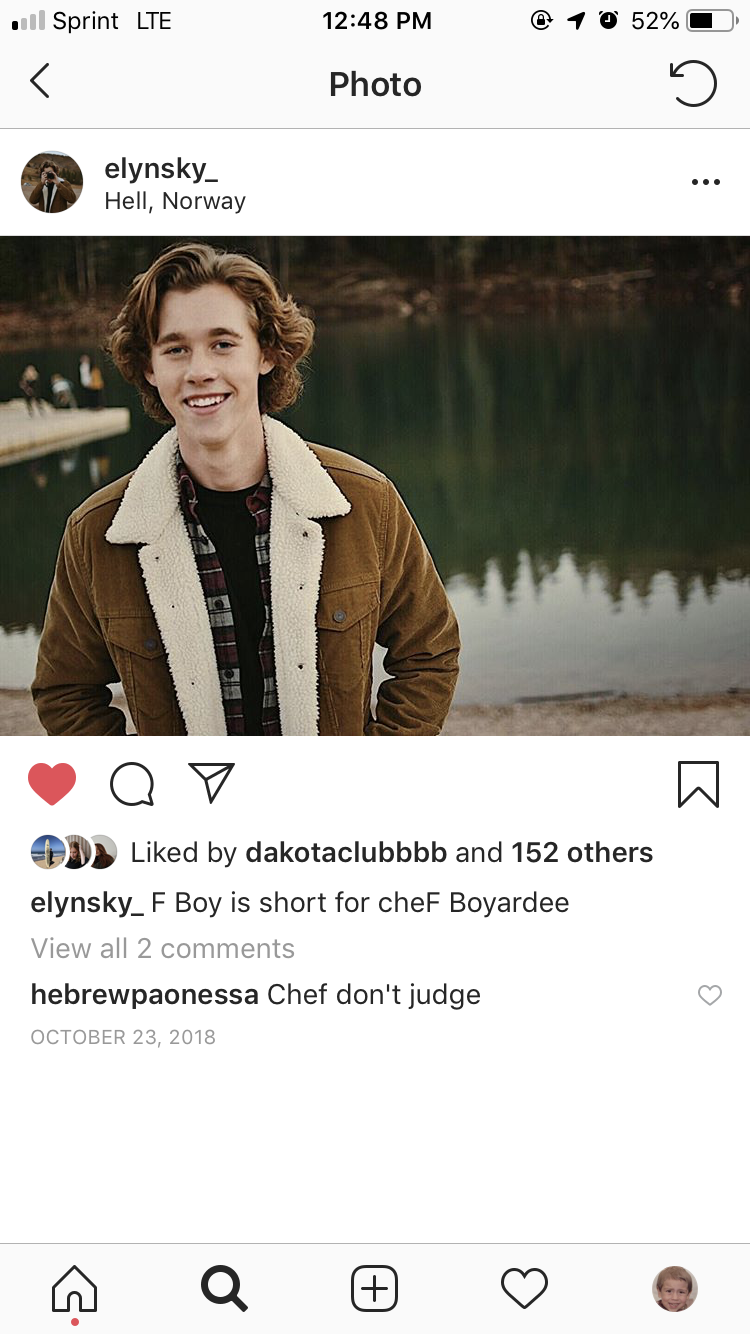 Sprint LTE 12:48 PM 52%
Photo
elynsky_
Hell, Norway
Liked by dakotaclubbbb and 152 others
elynsky_ F Boy is short for cheF Boyardee
View all 2 comments
hebrewpaonessa Chef don't judge
OCTOBER 23, 2018